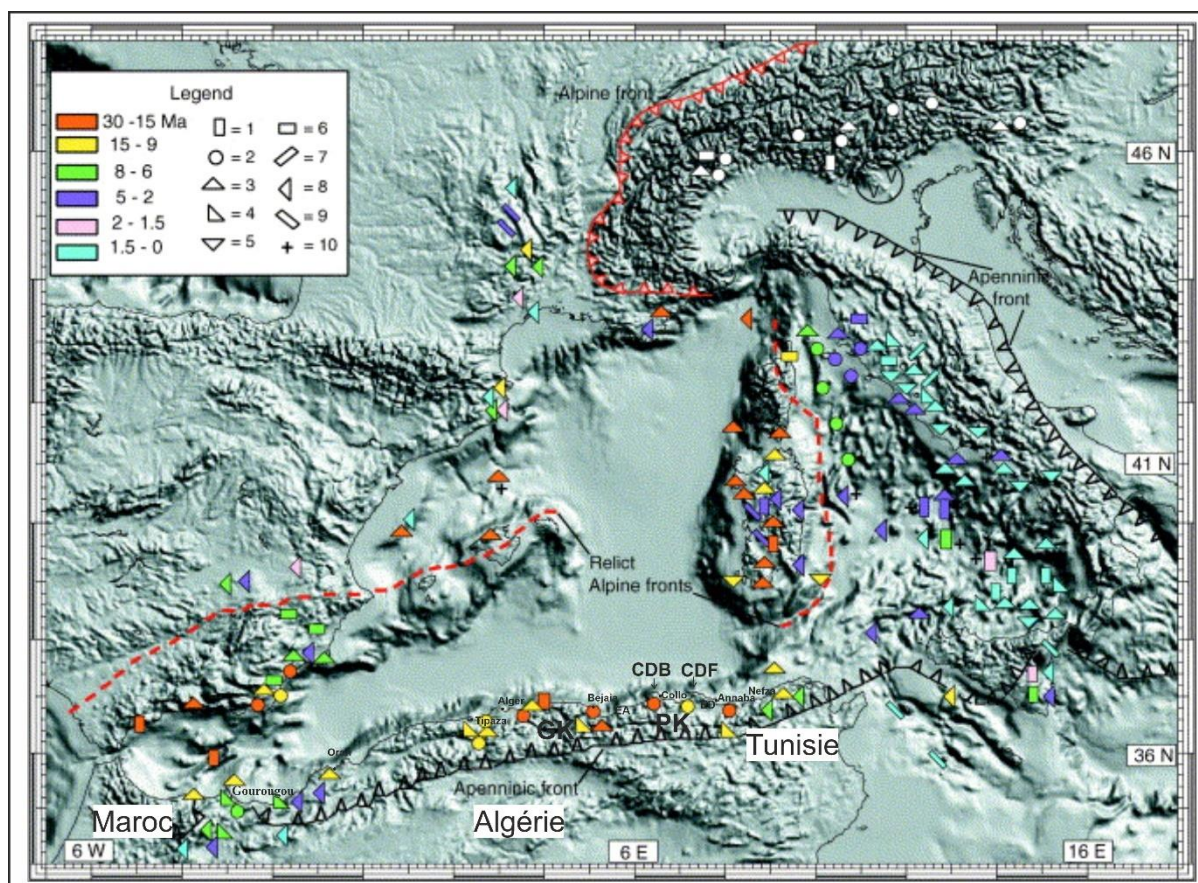 Legend
30 -15 Ma
15 - 9
8 - 6
5 - 2
2 - 1.5
1.5 - 0
= 1
= 2
= 3
= 4
= 5
= 6
= 7
= 8
= 9
= 10
Alpine front
46 N
Apenninic
front
41 N
Relict
Alpine fronts
CDB CDF
Alger
Bejaia
Collo
Annaba
Nefza
EA
Tipaza
GK
PK
Tunisie
Oran
36 N
Gourougou
Apenninic front
Maroc
Algérie
6 W
6 E
16 E